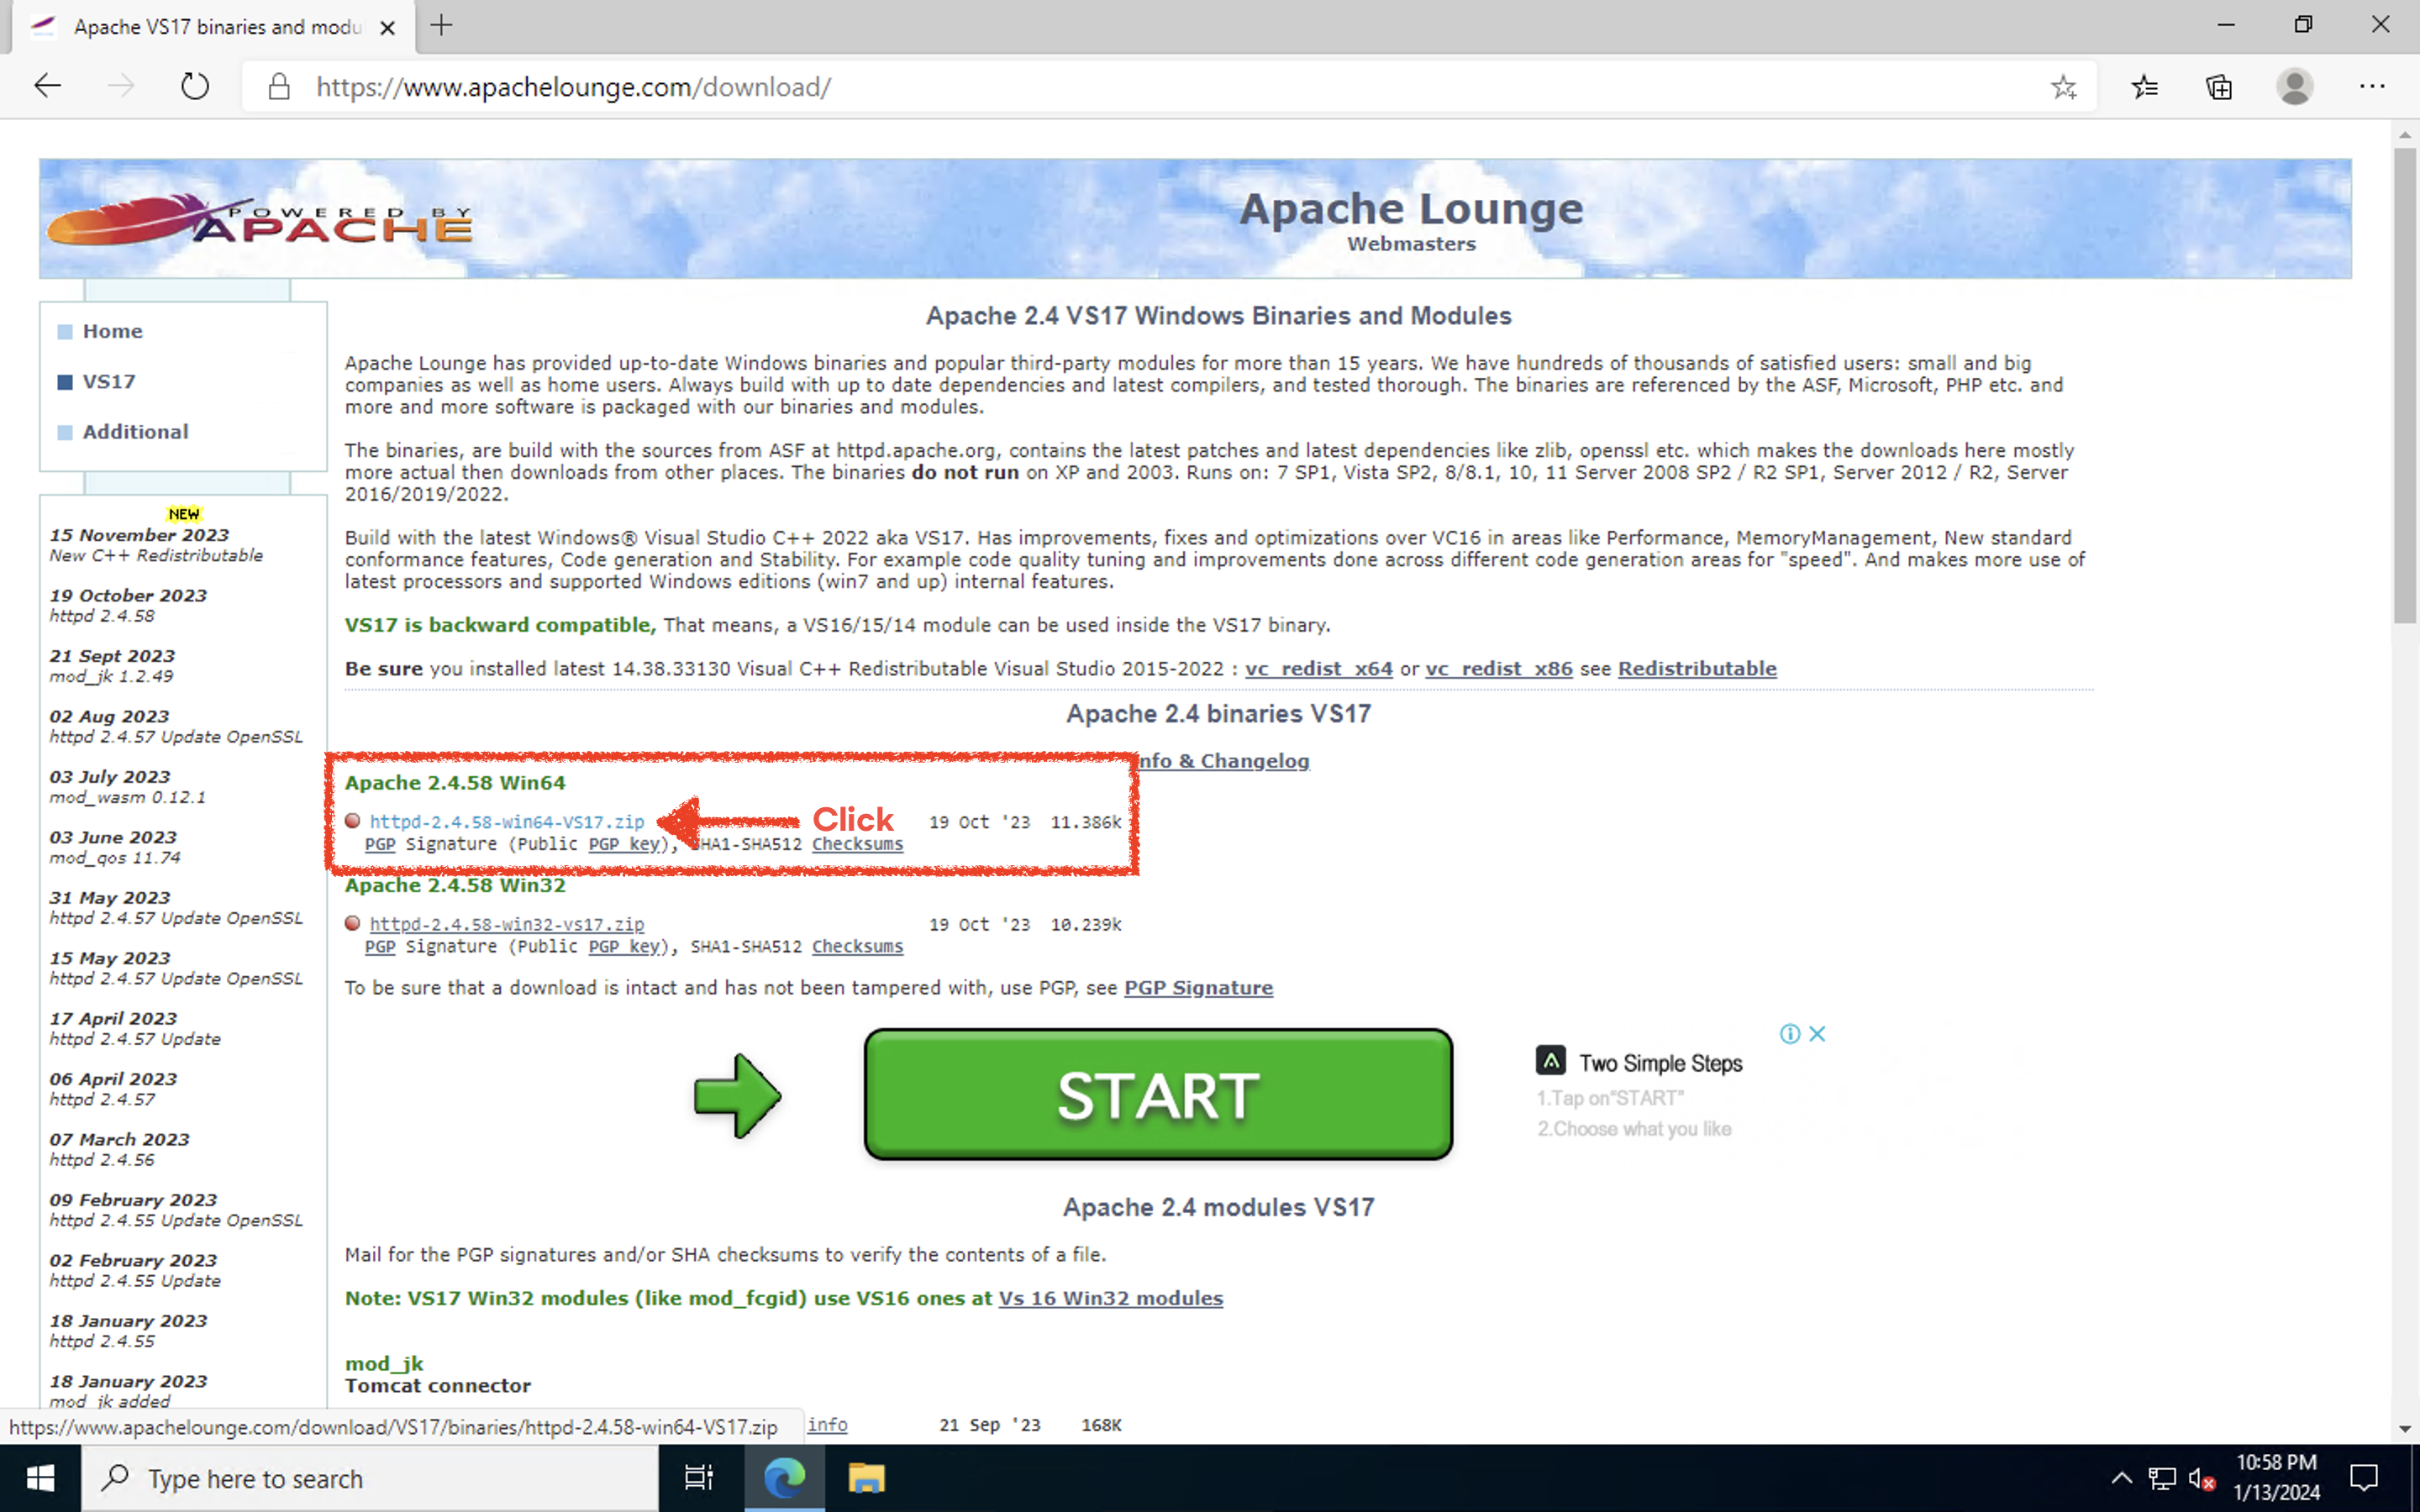 Apache VS17 binaries and modu
https://www.apachelounge.com/download/
POWERED BY
APACHE
Apache Lounge
Webmasters
Home
VS17
Additional
NEW
15 November 2023
New C++ Redistributable
19 October 2023
httpd 2.4.58
21 Sept 2023
mod_jk 1.2.49
02 Aug 2023
httpd 2.4.57 Update OpenSSL
03 July 2023
mod_wasm 0.12.1
03 June 2023
mod_qos 11.74
31 May 2023
httpd 2.4.57 Update OpenSSL
15 May 2023
httpd 2.4.57 Update OpenSSL
17 April 2023
httpd 2.4.57 Update
06 April 2023
httpd 2.4.57
07 March 2023
httpd 2.4.56
09 February 2023
httpd 2.4.55 Update OpenSSL
02 February 2023
httpd 2.4.55 Update
18 January 2023
httpd 2.4.55
18 January 2023
mod_jk added
Apache 2.4 VS17 Windows Binaries and Modules
Apache Lounge has provided up-to-date Windows binaries and popular third-party modules for more than 15 years. We have hundreds of thousands of satisfied users: small and big
companies as well as home users. Always build with up to date dependencies and latest compilers, and tested thorough. The binaries are referenced by the ASF, Microsoft, PHP etc. and
more and more software is packaged with our binaries and modules.
The binaries, are build with the sources from ASF at httpd.apache.org, contains the latest patches and latest dependencies like zlib, openssl etc. which makes the downloads here mostly
more actual then downloads from other places. The binaries do not run on XP and 2003. Runs on: 7 SP1, Vista SP2, 8/8.1, 10, 11 Server 2008 SP2 / R2 SP1, Server 2012 / R2, Server
2016/2019/2022.
Build with the latest Windows® Visual Studio C++ 2022 aka VS17. Has improvements, fixes and optimizations over VC16 in areas like Performance, MemoryManagement, New standard
conformance features, Code generation and Stability. For example code quality tuning and improvements done across different code generation areas for "speed". And makes more use of
latest processors and supported Windows editions (win7 and up) internal features.
VS17 is backward compatible, That means, a VS16/15/14 module can be used inside the VS17 binary.
Be sure you installed latest 14.38.33130 Visual C++ Redistributable Visual Studio 2015-2022 : vc_redist_x64 or vc_redist_x86 see Redistributable
Apache 2.4 binaries VS17
nfo & Changelog
Apache 2.4.58 Win64
httpd-2.4.58-win64-VS17.zip Click 19 Oct '23 11.386k
PGP Signature (Public PGP key), SHA1-SHA512 Checksums
Apache 2.4.58 Win32
httpd-2.4.58-win32-vs17.zip 19 Oct '23 10.239k
PGP Signature (Public PGP key), SHA1-SHA512 Checksums
To be sure that a download is intact and has not been tampered with, use PGP, see PGP Signature
START
Two Simple Steps
1.Tap on"START"
2.Choose what you like
Apache 2.4 modules VS17
Mail for the PGP signatures and/or SHA checksums to verify the contents of a file.
Note: VS17 Win32 modules (like mod_fcgid) use VS16 ones at Vs 16 Win32 modules
mod_jk
Tomcat connector
info 21 Sep '23 168K
https://www.apachelounge.com/download/VS17/binaries/httpd-2.4.58-win64-VS17.zip
Type here to search
10:58 PM
1/13/2024